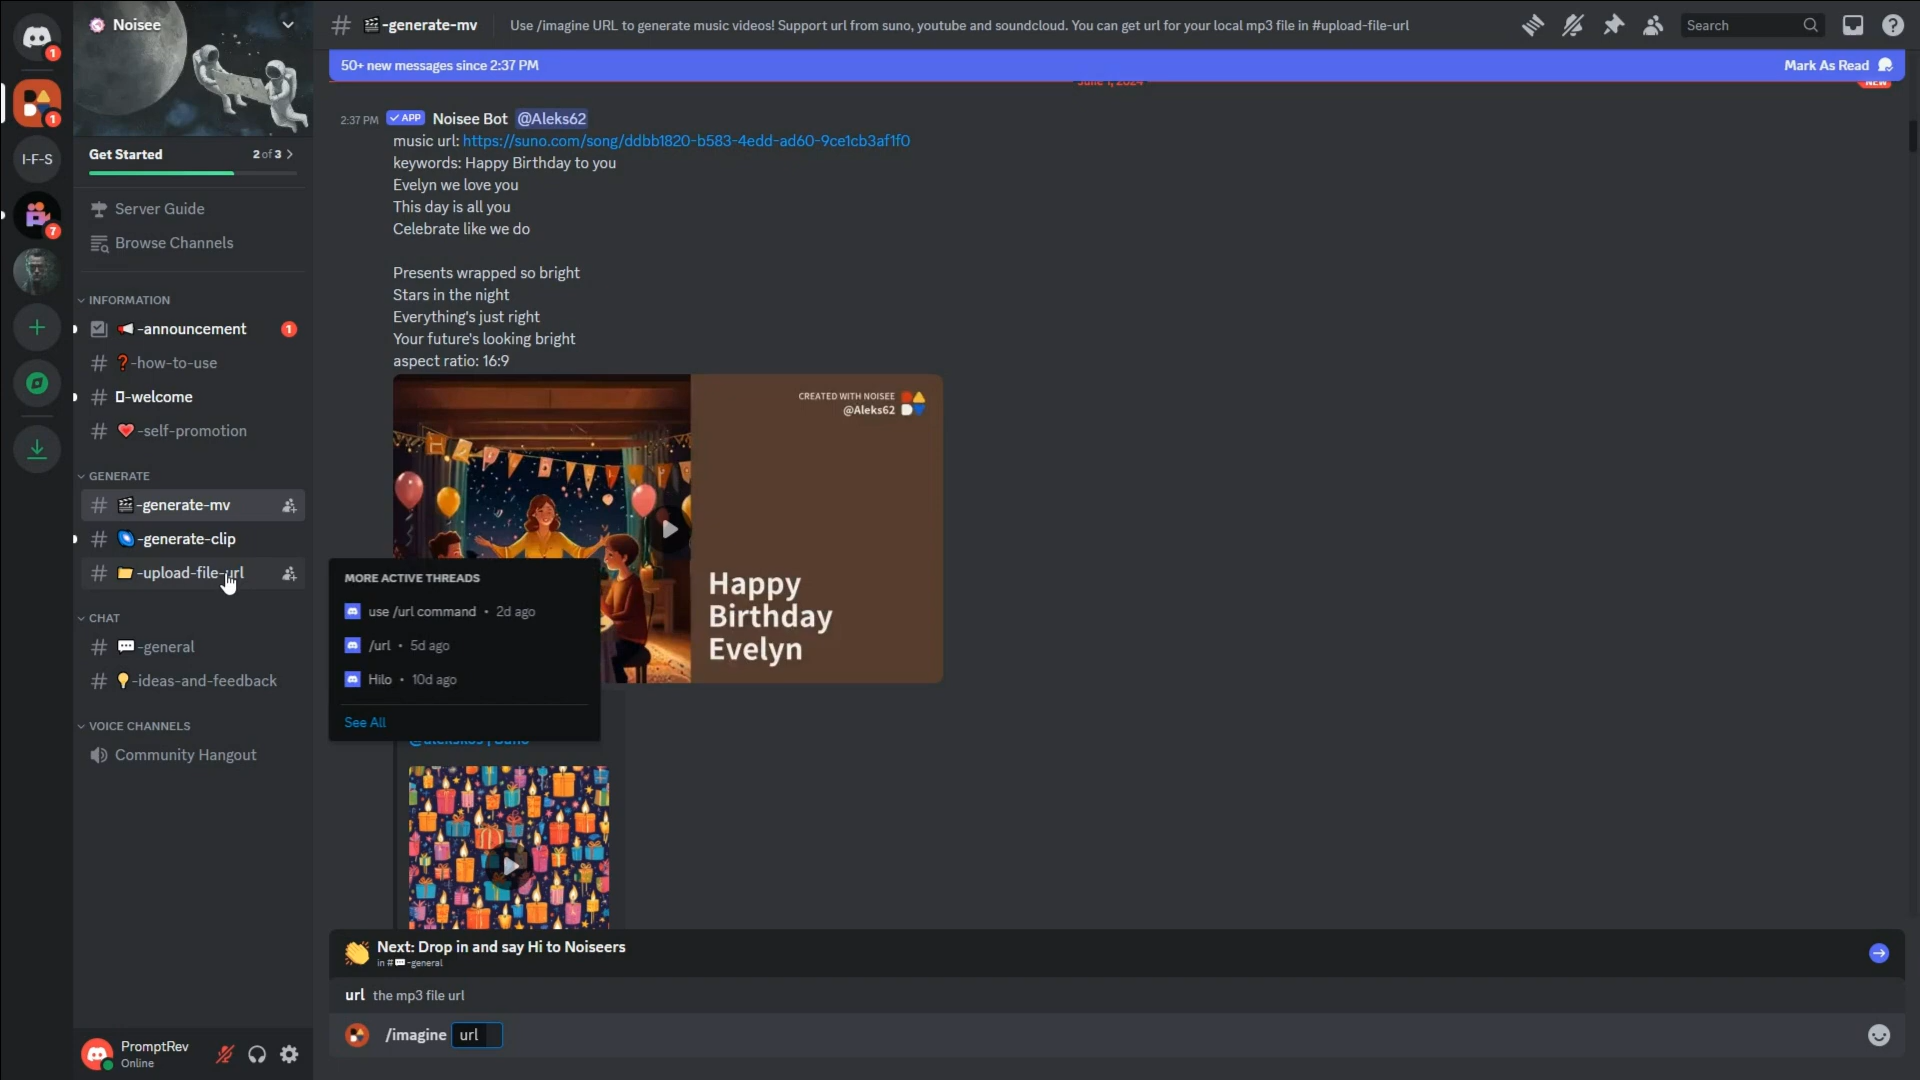 Noisee
-generate-mv
Use /imagine URL to generate music videos! Support url from suno, youtube and soundcloud. You can get url for your local mp3 file in #upload-file-url
Search
1
1
I-F-S
7
Get Started
2 of 3
Server Guide
Browse Channels
INFORMATION
-announcement
1
-how-to-use
-welcome
-self-promotion
GENERATE
-generate-mv
-generate-clip
-upload-file-url
CHAT
-general
-ideas-and-feedback
VOICE CHANNELS
Community Hangout
PromptRev
Online
50+ new messages since 2:37 PM
Mark As Read
June 1, 2024
NEW
2:37 PM APP Noisee Bot @Aleks62
music url: https://suno.com/song/ddbb1820-b583-4edd-ad60-9ce1cb3af1f0
keywords: Happy Birthday to you
Evelyn we love you
This day is all you
Celebrate like we do
Presents wrapped so bright
Stars in the night
Everything's just right
Your future's looking bright
aspect ratio: 16:9
CREATED WITH NOISEE
@Aleks62
Happy
Birthday
Evelyn
MORE ACTIVE THREADS
use /url command • 2d ago
/url • 5d ago
Hilo • 10d ago
See All
Next: Drop in and say Hi to Noiseers
in # -general
url the mp3 file url
/imagine url